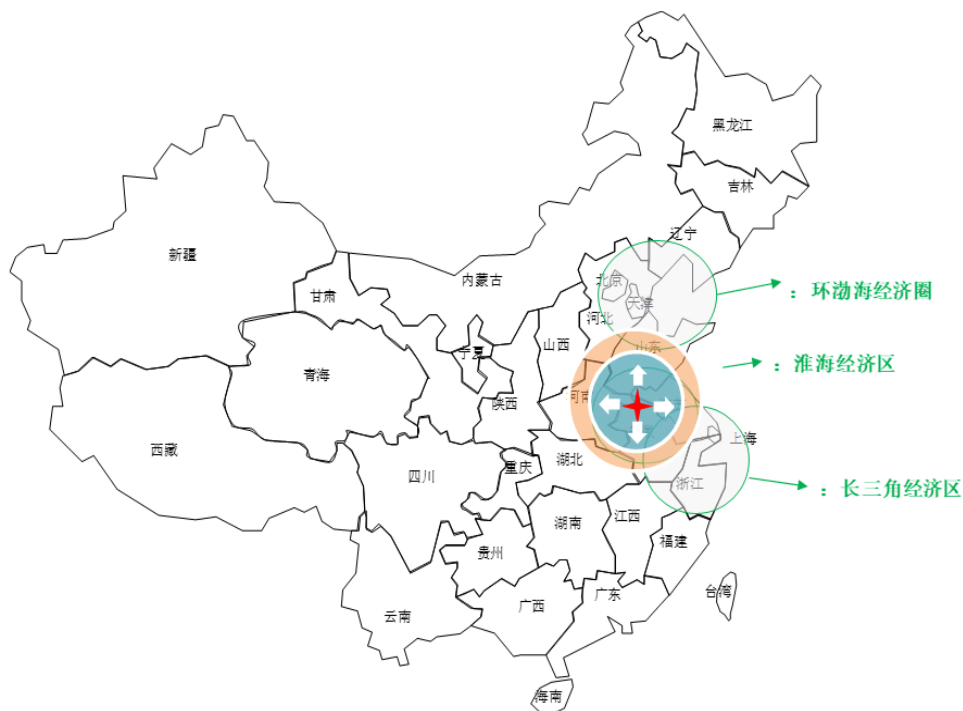 黑龙江
吉林
辽宁
新疆
内蒙古
北京
甘肃
天津
：环渤海经济圈
河北
宁夏
山西
山东
：淮海经济区
青海
陕西
河南
上海
西藏
四川
重庆
湖北
浙江
：长三角经济区
湖南
江西
贵州
福建
广西
广东
台湾
云南
海南